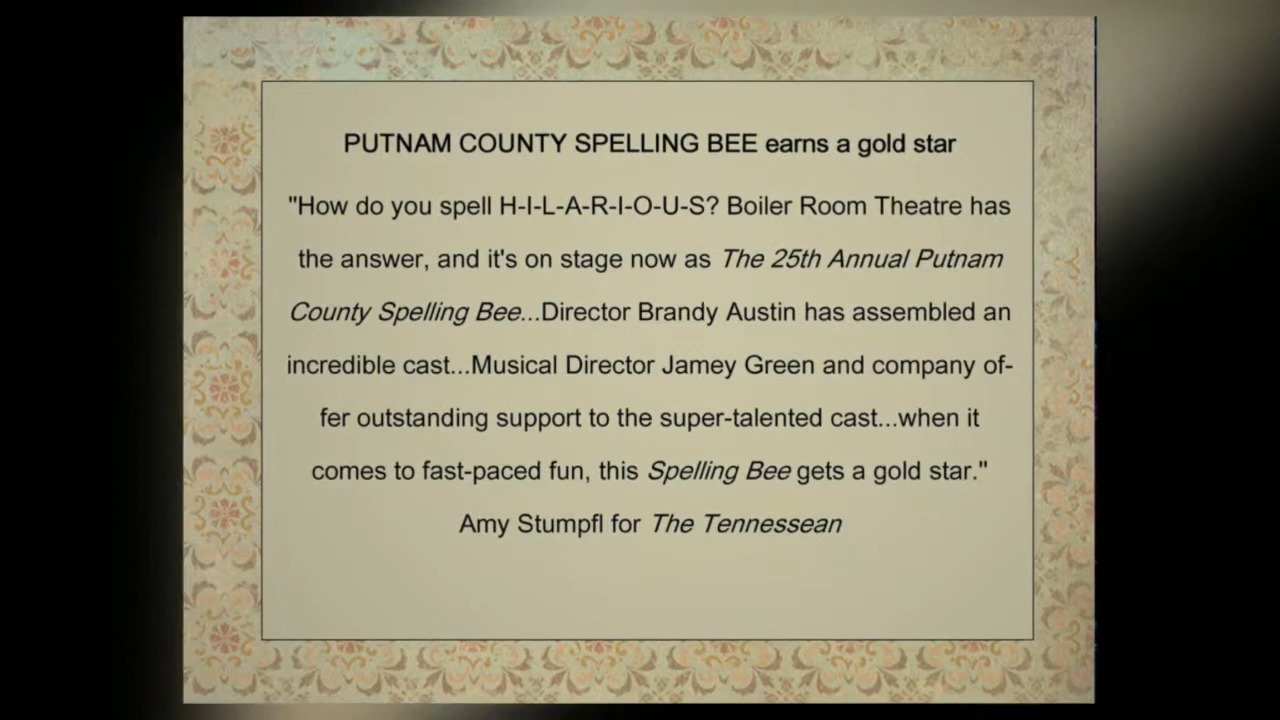 PUTNAM COUNTY SPELLING BEE earns a gold star
"How do you spell H-I-L-A-R-I-O-U-S? Boiler Room Theatre has
the answer, and it's on stage now as The 25th Annual Putnam
County Spelling Bee...Director Brandy Austin has assembled an
incredible cast...Musical Director Jamey Green and company of-
fer outstanding support to the super-talented cast...when it
comes to fast-paced fun, this Spelling Bee gets a gold star."
Amy Stumpfl for The Tennessean